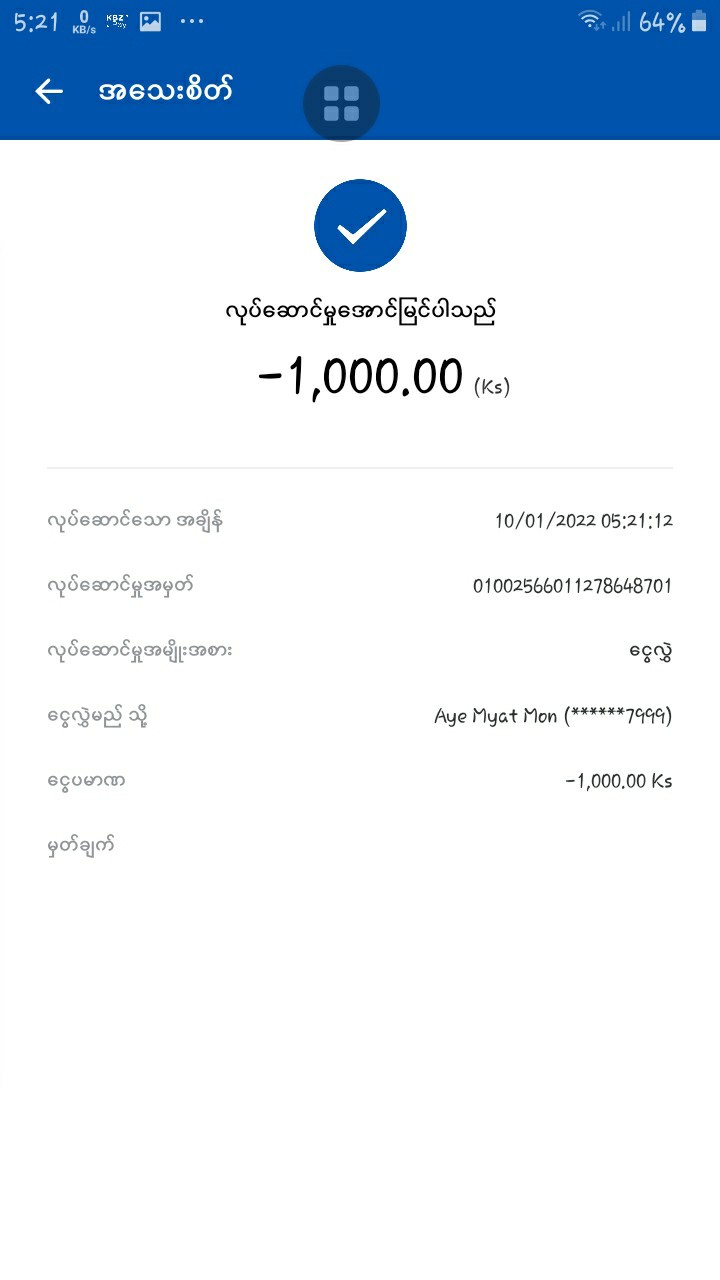 5:21 0 KB/s KBZ Pay ... 64%
အသေးစိတ်
လုပ်ဆောင်မှုအောင်မြင်ပါသည်
-1,000.00 (Ks)
လုပ်ဆောင်သော အချိန် 10/01/2022 05:21:12
လုပ်ဆောင်မှုအမှတ် 01002566011278648701
လုပ်ဆောင်မှုအမျိုးအစား ငွေလွှဲ
ငွေလွှဲမည် သို့ Aye Myat Mon (******7999)
ငွေပမာဏ -1,000.00 Ks
မှတ်ချက်